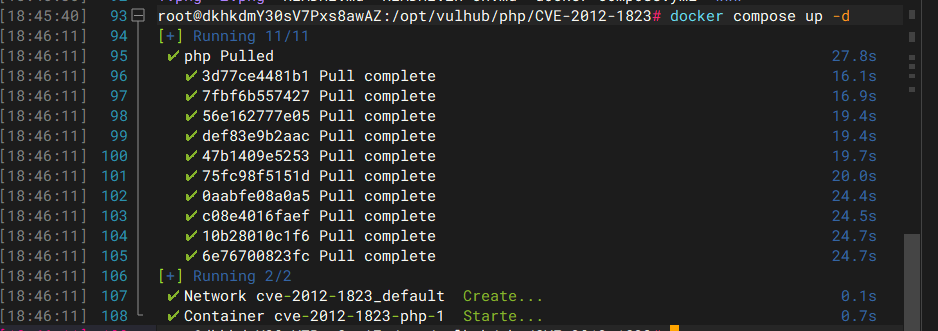 [18:45:40] 93 root@dkhkdmY30sV7Pxs8awAZ:/opt/vulhub/php/CVE-2012-1823# docker compose up -d
[18:46:11] 94 [+] Running 11/11
[18:46:11] 95 ✔ php Pulled 27.8s
[18:46:11] 96 ✔ 3d77ce4481b1 Pull complete 16.1s
[18:46:11] 97 ✔ 7fbf6b557427 Pull complete 16.9s
[18:46:11] 98 ✔ 56e162777e05 Pull complete 19.4s
[18:46:11] 99 ✔ def83e9b2aac Pull complete 19.4s
[18:46:11] 100 ✔ 47b1409e5253 Pull complete 19.7s
[18:46:11] 101 ✔ 75fc98f5151d Pull complete 20.0s
[18:46:11] 102 ✔ 0aabfe08a0a5 Pull complete 24.4s
[18:46:11] 103 ✔ c08e4016faef Pull complete 24.5s
[18:46:11] 104 ✔ 10b28010c1f6 Pull complete 24.7s
[18:46:11] 105 ✔ 6e76700823fc Pull complete 24.7s
[18:46:11] 106 [+] Running 2/2
[18:46:11] 107 ✔ Network cve-2012-1823_default Create... 0.1s
[18:46:11] 108 ✔ Container cve-2012-1823-php-1 Starte... 0.7s